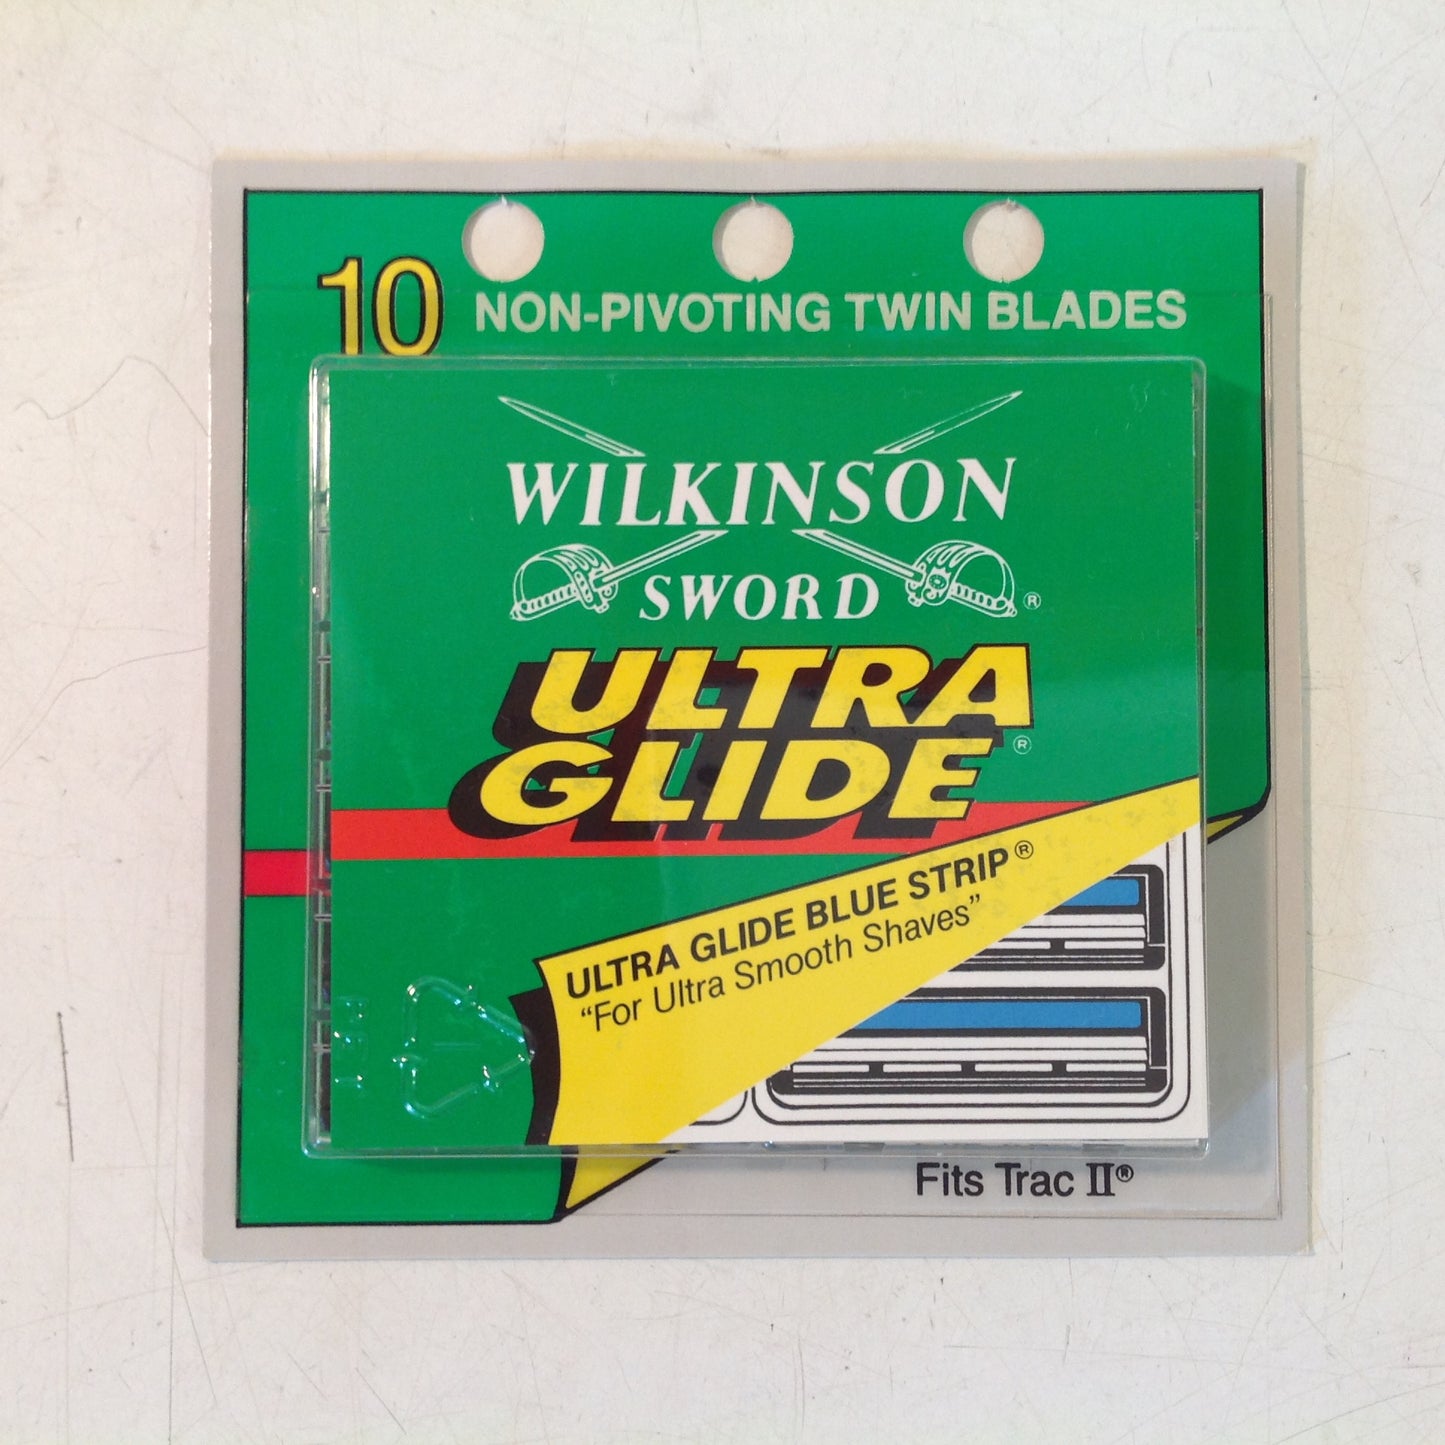 10 NON-PIVOTING TWIN BLADES
WILKINSON
SWORD ®
ULTRA
GLIDE ®
ULTRA GLIDE BLUE STRIP®
“For Ultra Smooth Shaves”
Fits Trac II®